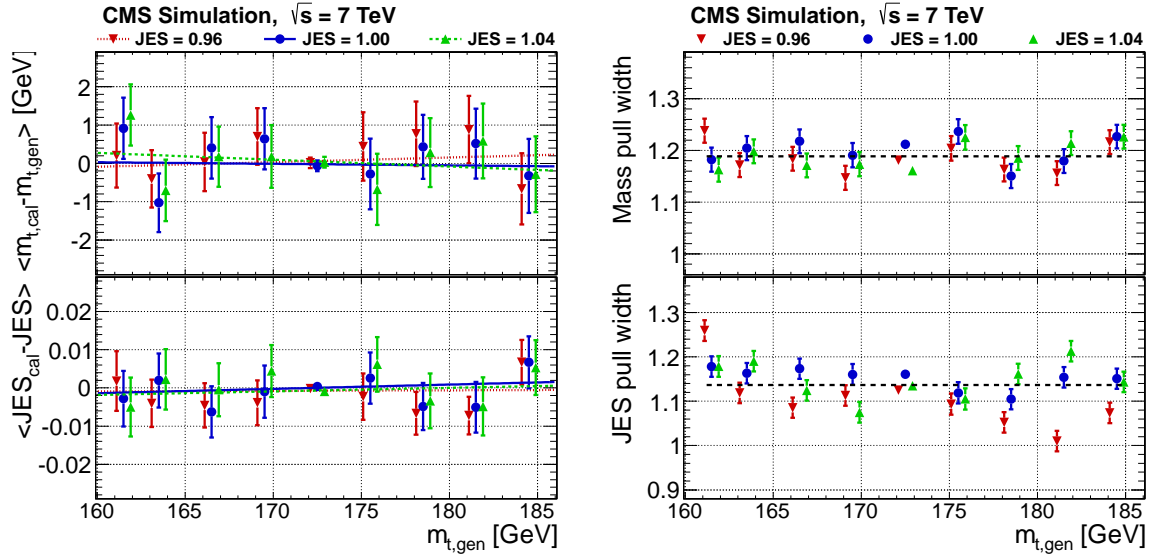 CMS Simulation, √s = 7 TeV
JES = 0.96 JES = 1.00 JES = 1.04
<m_t,cal-m_t,gen> [GeV]
2
1
0
-1
-2
<JES_cal-JES>
0.02
0.01
0
-0.01
-0.02
160 165 170 175 180 185
m_t,gen [GeV]
CMS Simulation, √s = 7 TeV
JES = 0.96 JES = 1.00 JES = 1.04
Mass pull width
1.3
1.2
1.1
1
JES pull width
1.3
1.2
1.1
1
0.9
160 165 170 175 180 185
m_t,gen [GeV]